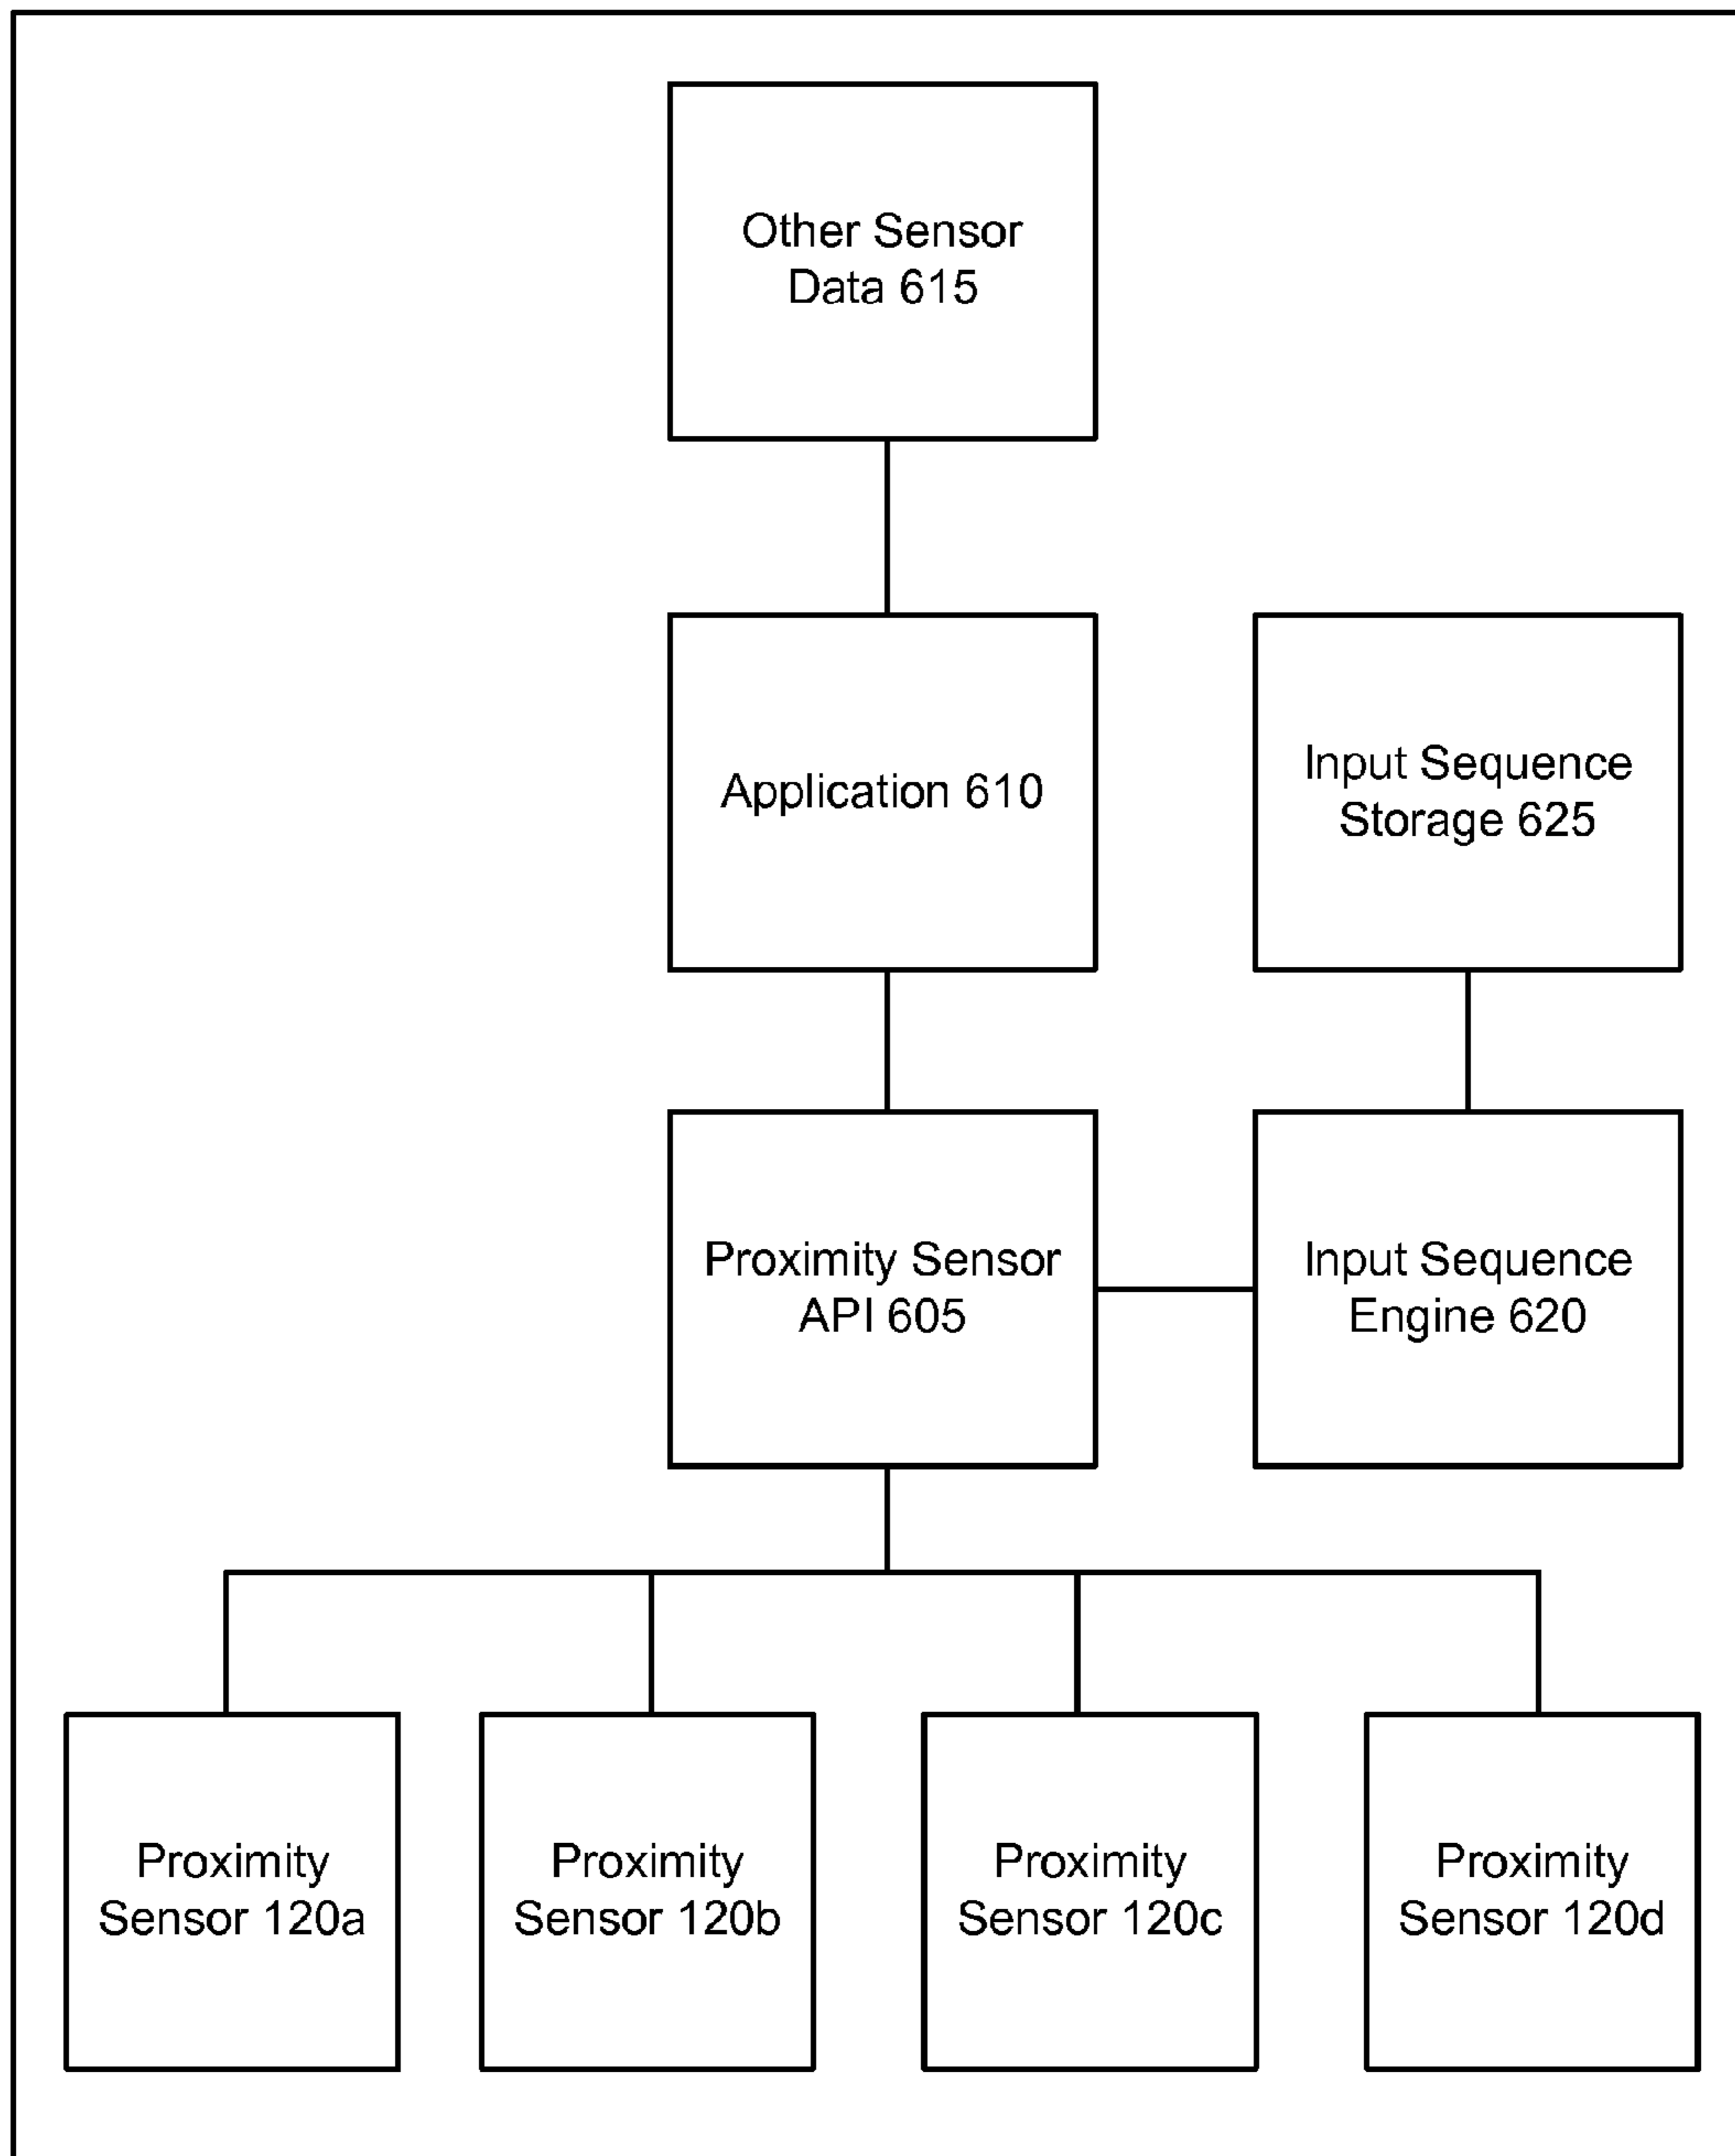 Other Sensor
Data 615
Application 610
Input Sequence
Storage 625
Proximity Sensor
API 605
Input Sequence
Engine 620
Proximity
Sensor 120a
Proximity
Sensor 120b
Proximity
Sensor 120c
Proximity
Sensor 120d